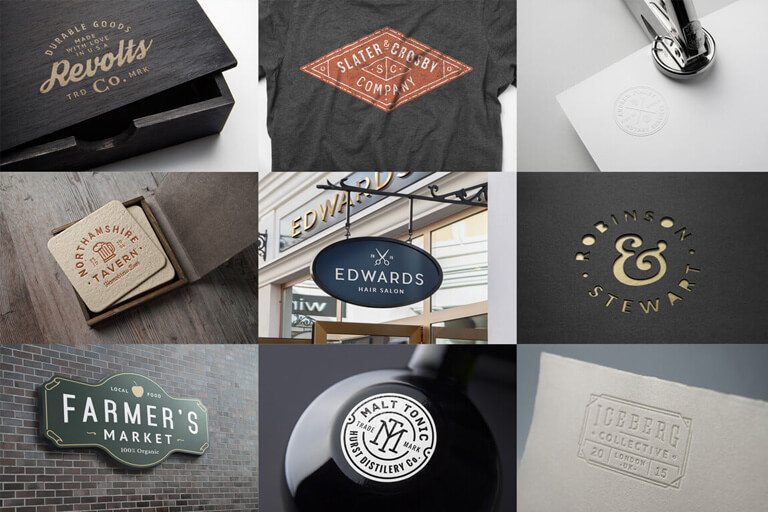 DURABLE GOODS
MADE
WITH LOVE
IN U.S.A
Revolts
TRD Co. MRK
SLATER & CROSBY
S C
COMPANY
NORTHAMSHIRE
TAVERN
EDWARDS
EDWARDS
HAIR SALON
ROBINSON
&
STEWART
LOCAL FOOD
FARMER'S
MARKET
100% Organic
MALT TONIC
TRADE MARK
HURST DISTILLERY Co.
ICEBERG
COLLECTIVE
20 LONDON 15
UK